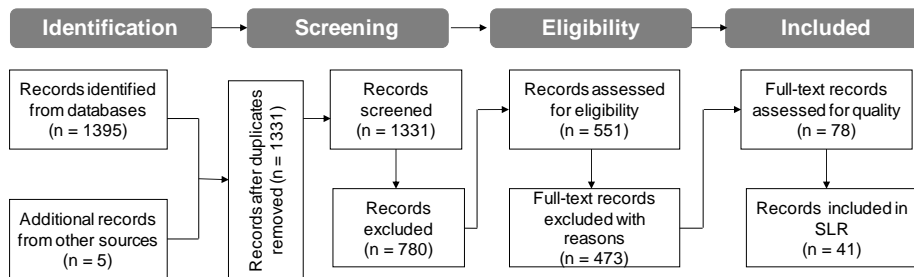 Identification
Screening
Eligibility
Included
Records identified
from databases
(n = 1395)
Additional records
from other sources
(n = 5)
Records after duplicates
removed (n = 1331)
Records
screened
(n = 1331)
Records
excluded
(n = 780)
Records assessed
for eligibility
(n = 551)
Full-text records
excluded with
reasons
(n = 473)
Full-text records
assessed for quality
(n = 78)
Records included in
SLR
(n = 41)